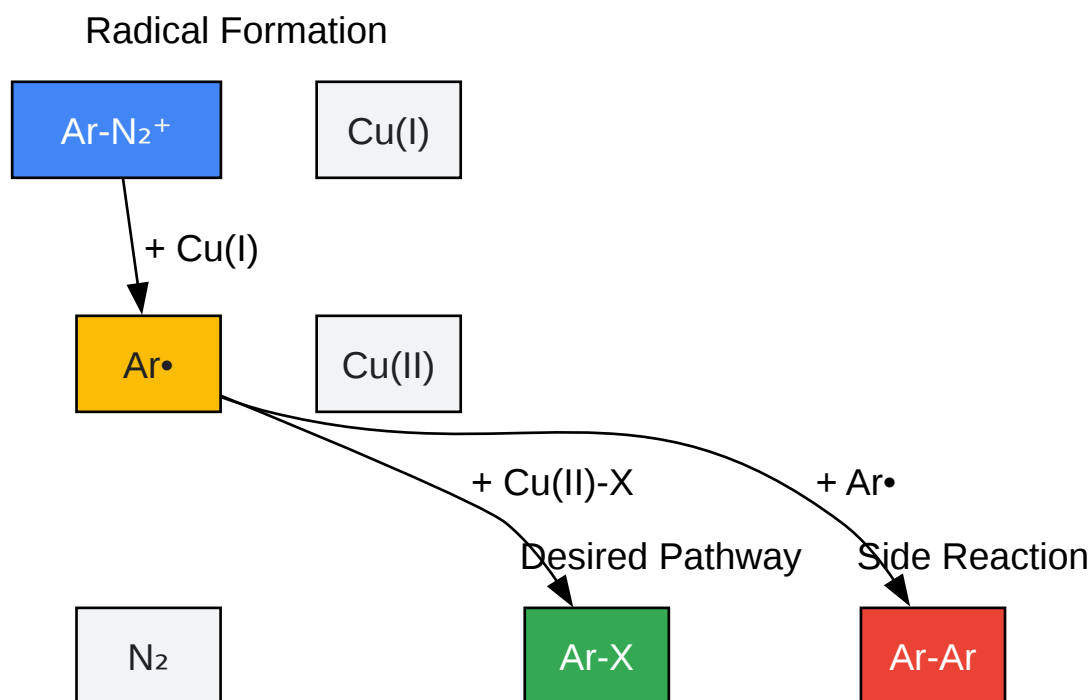 Radical Formation
Ar-N₂⁺
Cu(I)
+ Cu(I)
Ar•
Cu(II)
+ Cu(II)-X
+ Ar•
Desired Pathway
Side Reaction
N₂
Ar-X
Ar-Ar